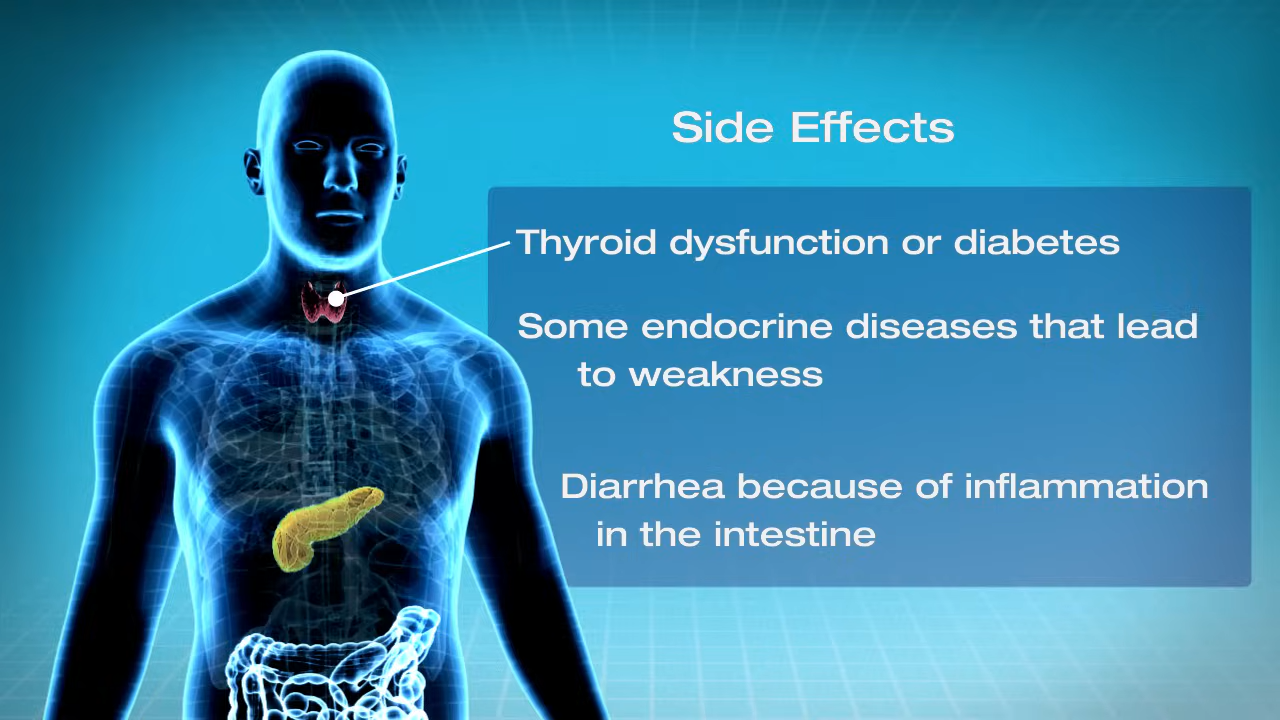 Side Effects
Thyroid dysfunction or diabetes
Some endocrine diseases that lead
to weakness
Diarrhea because of inflammation
in the intestine